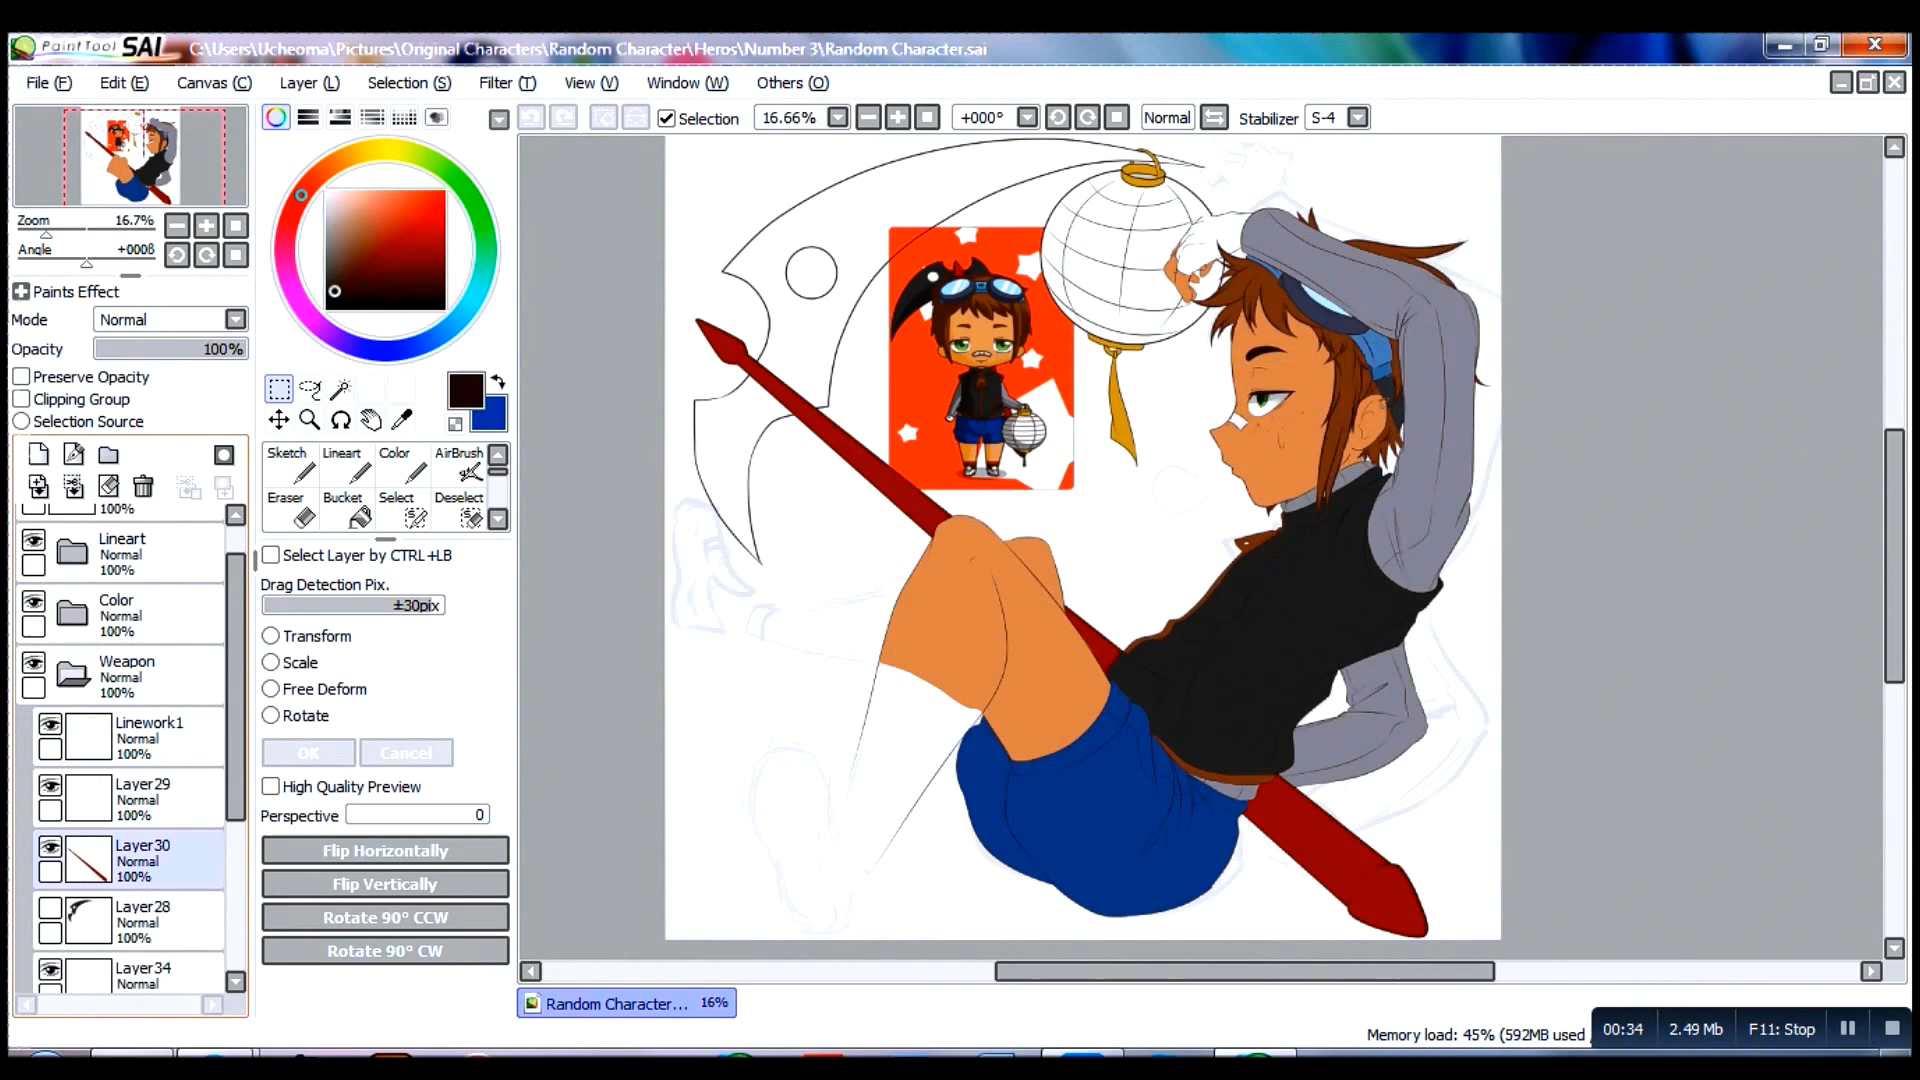 PaintTool SAI C:\Users\Ucheoma\Pictures\Original Characters\Random Character\Heros\Number 3\Random Character.sai
File (F) Edit (E) Canvas (C) Layer (L) Selection (S) Filter (T) View (V) Window (W) Others (O)
Selection 16.66% +000° Normal Stabilizer S-4
Zoom 16.7%
Angle +000ß
Paints Effect
Mode Normal
Opacity 100%
Preserve Opacity
Clipping Group
Selection Source
100%
Lineart
Normal
100%
Color
Normal
100%
Weapon
Normal
100%
Linework1
Normal
100%
Layer29
Normal
100%
Layer30
Normal
100%
Layer28
Normal
100%
Layer34
Normal
Sketch Lineart Color AirBrush
Eraser Bucket Select Deselect
Select Layer by CTRL+LB
Drag Detection Pix.
±30pix
Transform
Scale
Free Deform
Rotate
OK Cancel
High Quality Preview
Perspective 0
Flip Horizontally
Flip Vertically
Rotate 90° CCW
Rotate 90° CW
Random Character... 16%
Memory load: 45% (592MB used
00:34 2.49 Mb F11: Stop